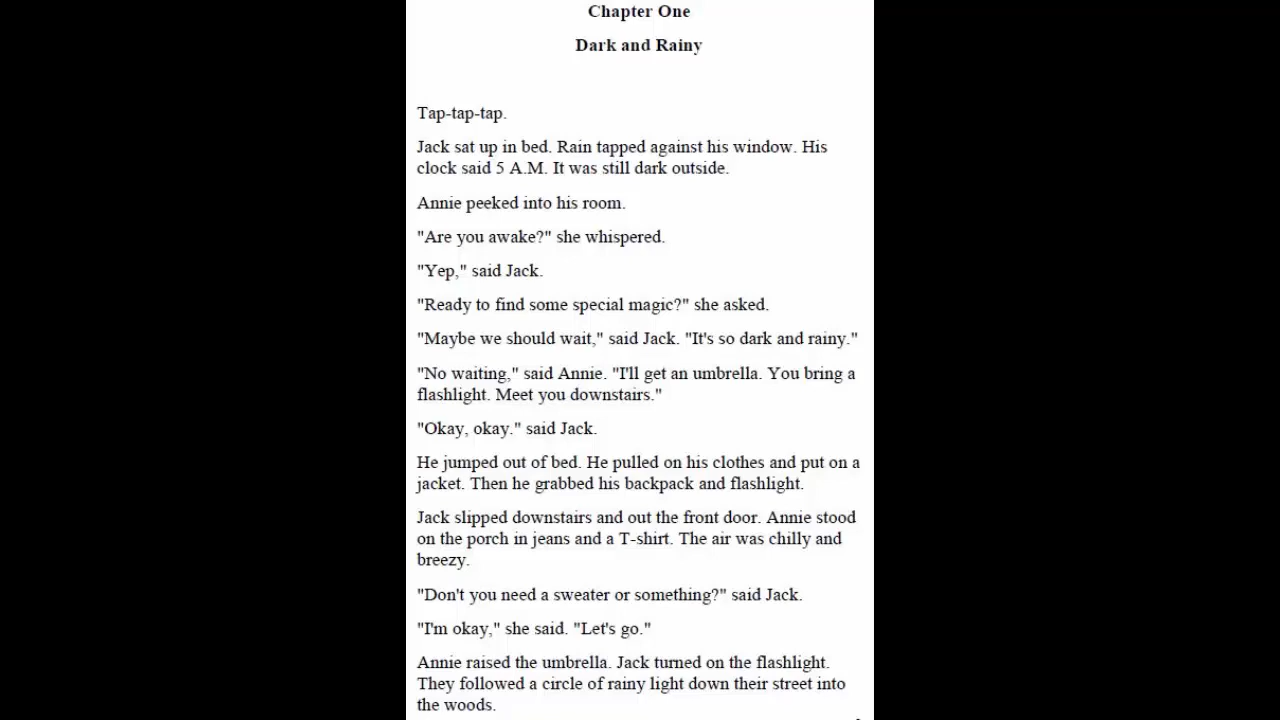 Chapter One
Dark and Rainy
Tap-tap-tap.
Jack sat up in bed. Rain tapped against his window. His
clock said 5 A.M. It was still dark outside.
Annie peeked into his room.
"Are you awake?" she whispered.
"Yep," said Jack.
"Ready to find some special magic?" she asked.
"Maybe we should wait," said Jack. "It's so dark and rainy."
"No waiting," said Annie. "I'll get an umbrella. You bring a
flashlight. Meet you downstairs."
"Okay, okay." said Jack.
He jumped out of bed. He pulled on his clothes and put on a
jacket. Then he grabbed his backpack and flashlight.
Jack slipped downstairs and out the front door. Annie stood
on the porch in jeans and a T-shirt. The air was chilly and
breezy.
"Don't you need a sweater or something?" said Jack.
"I'm okay," she said. "Let's go."
Annie raised the umbrella. Jack turned on the flashlight.
They followed a circle of rainy light down their street into
the woods.